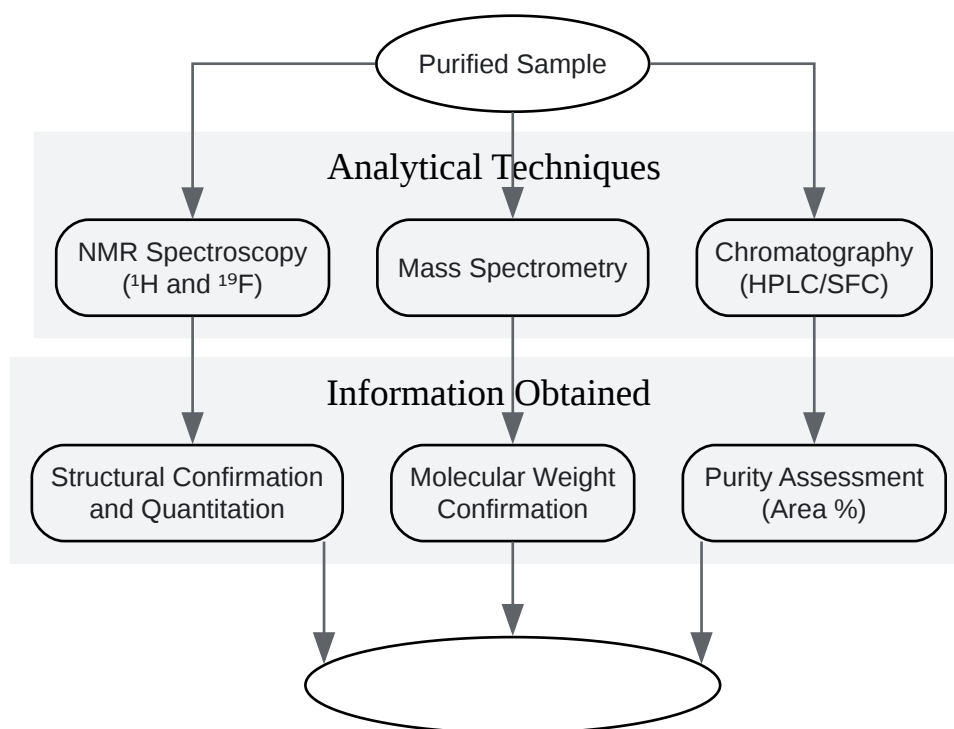 Purified Sample
Analytical Techniques
NMR Spectroscopy
(¹H and ¹⁹F)
Mass Spectrometry
Chromatography
(HPLC/SFC)
Information Obtained
Structural Confirmation
and Quantitation
Molecular Weight
Confirmation
Purity Assessment
(Area %)